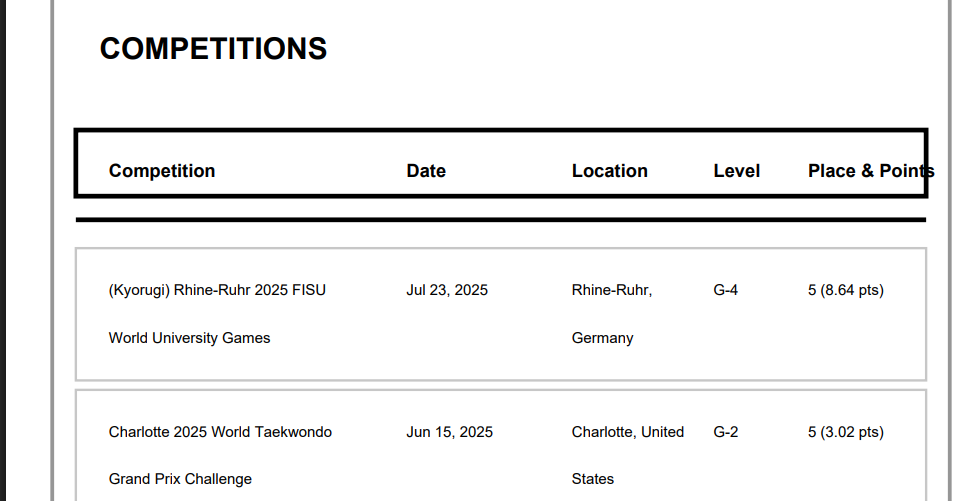 COMPETITIONS
Competition Date Location Level Place & Points
(Kyorugi) Rhine-Ruhr 2025 FISU Jul 23, 2025 Rhine-Ruhr, G-4 5 (8.64 pts)
World University Games Germany
Charlotte 2025 World Taekwondo Jun 15, 2025 Charlotte, United G-2 5 (3.02 pts)
Grand Prix Challenge States